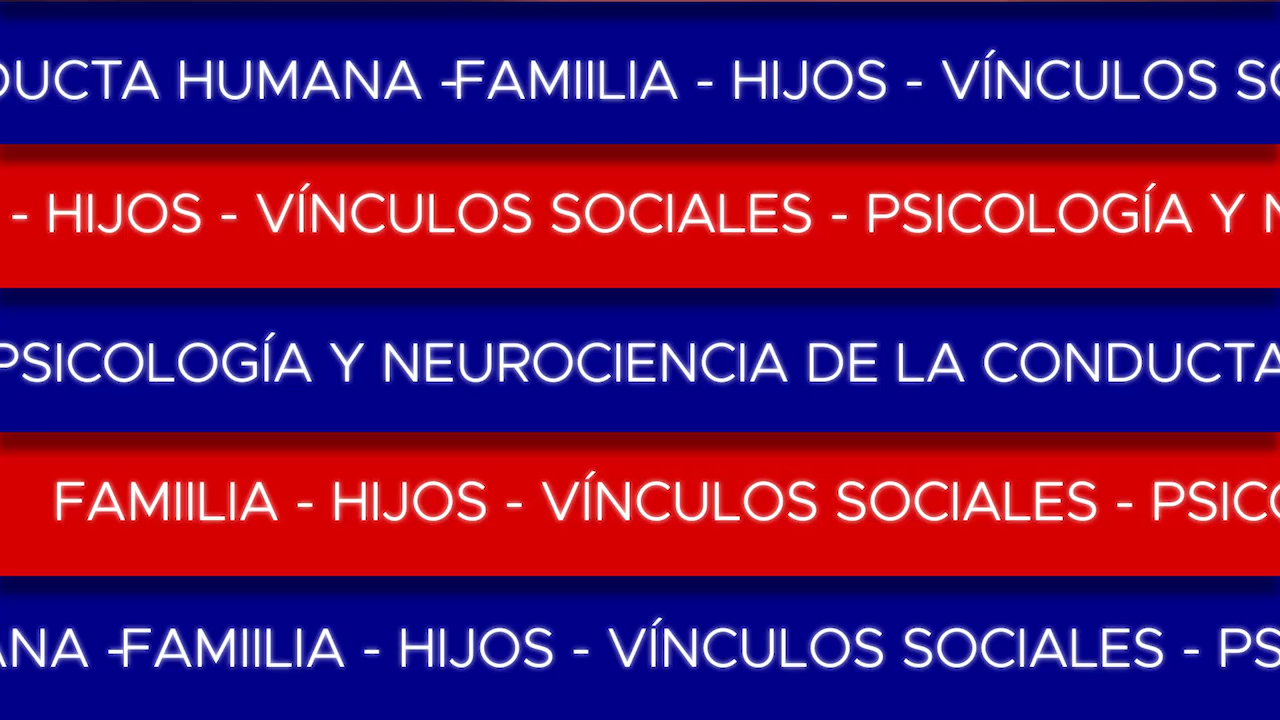 DUCTA HUMANA -FAMIILIA - HIJOS - VÍNCULOS SO
- HIJOS - VÍNCULOS SOCIALES - PSICOLOGÍA Y N
PSICOLOGÍA Y NEUROCIENCIA DE LA CONDUCTA
FAMIILIA - HIJOS - VÍNCULOS SOCIALES - PSICO
ANA -FAMIILIA - HIJOS - VÍNCULOS SOCIALES - PS